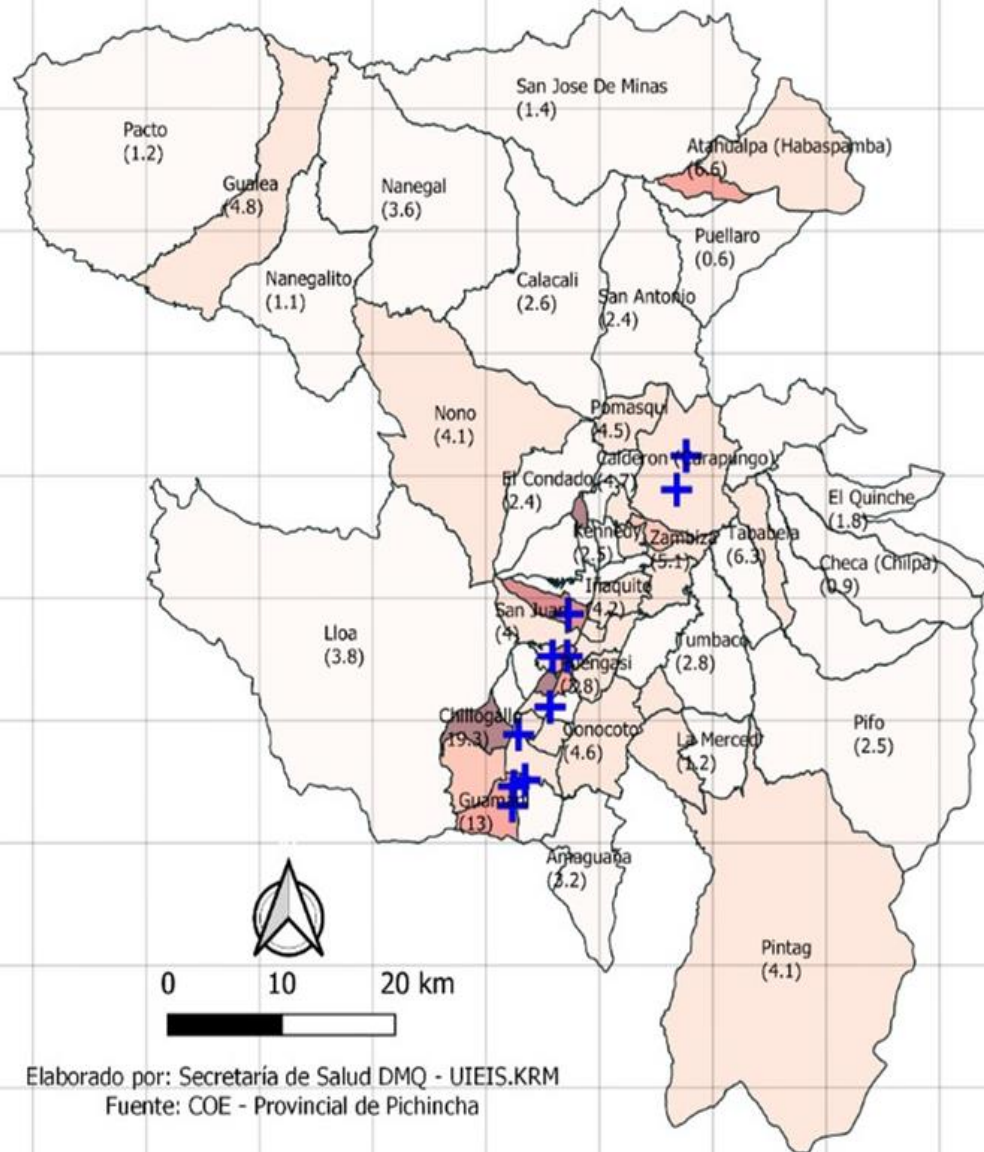 San Jose De Minas
(1.4)
Pacto
(1.2)
Atahualpa (Habaspamba)
(6.6)
Gualea
(4.8)
Nanegal
(3.6)
Puellaro
(0.6)
Nanegalito
(1.1)
Calacali
(2.6)
San Antonio
(2.4)
Nono
(4.1)
Pomasqui
(4.5)
Calderon
(4.7)
El Condado
(2.4)
El Quinche
(1.8)
Kennedy
(2.5)
Zambiza
(5.1)
Tababela
(6.3)
Checa (Chilpa)
(0.9)
Iñaquito
(4.2)
San Juan
(4)
Lloa
(3.8)
Tumbaco
(2.8)
Chillogallo
(19.3)
Conocoto
(4.6)
La Merced
(1.2)
Pifo
(2.5)
(13)
Amaguaña
(3.2)
Pintag
(4.1)
0 10 20 km
Elaborado por: Secretaría de Salud DMQ - UIEIS.KRM
Fuente: COE - Provincial de Pichincha